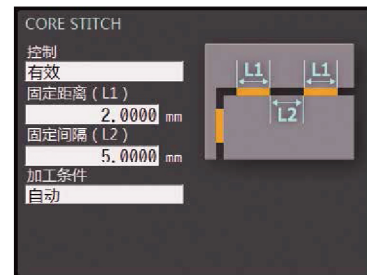 CORE STITCH
控制
有效
固定距离 ( L1 )
2.0000 mm
固定间隔 ( L2 )
5.0000 mm
加工条件
自动
L1 L1
L2